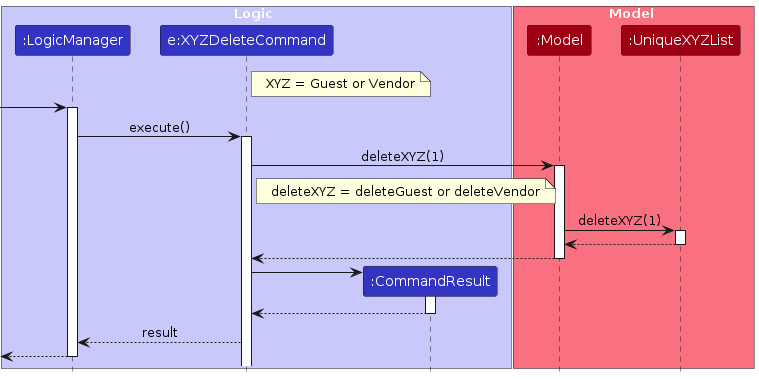 Logic
Model
:LogicManager
e:XYZDeleteCommand
:Model
:UniqueXYZList
XYZ = Guest or Vendor
execute()
deleteXYZ(1)
deleteXYZ = deleteGuest or deleteVendor
deleteXYZ(1)
:CommandResult
result